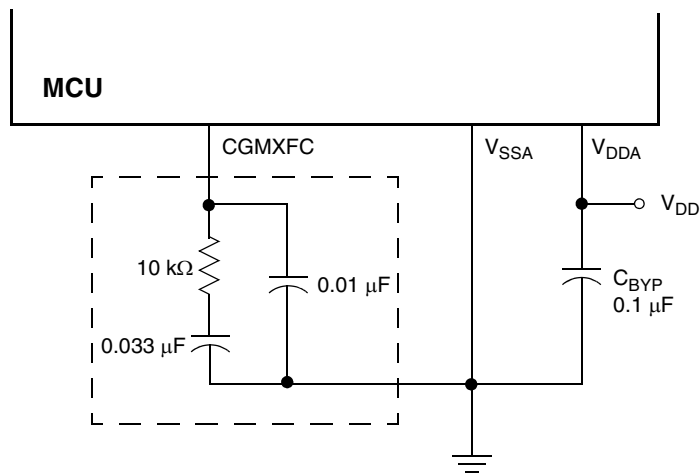 MCU
CGMXFC
V_SSA
V_DDA
V_DD
10 kΩ
0.01 μF
C_BYP
0.1 μF
0.033 μF